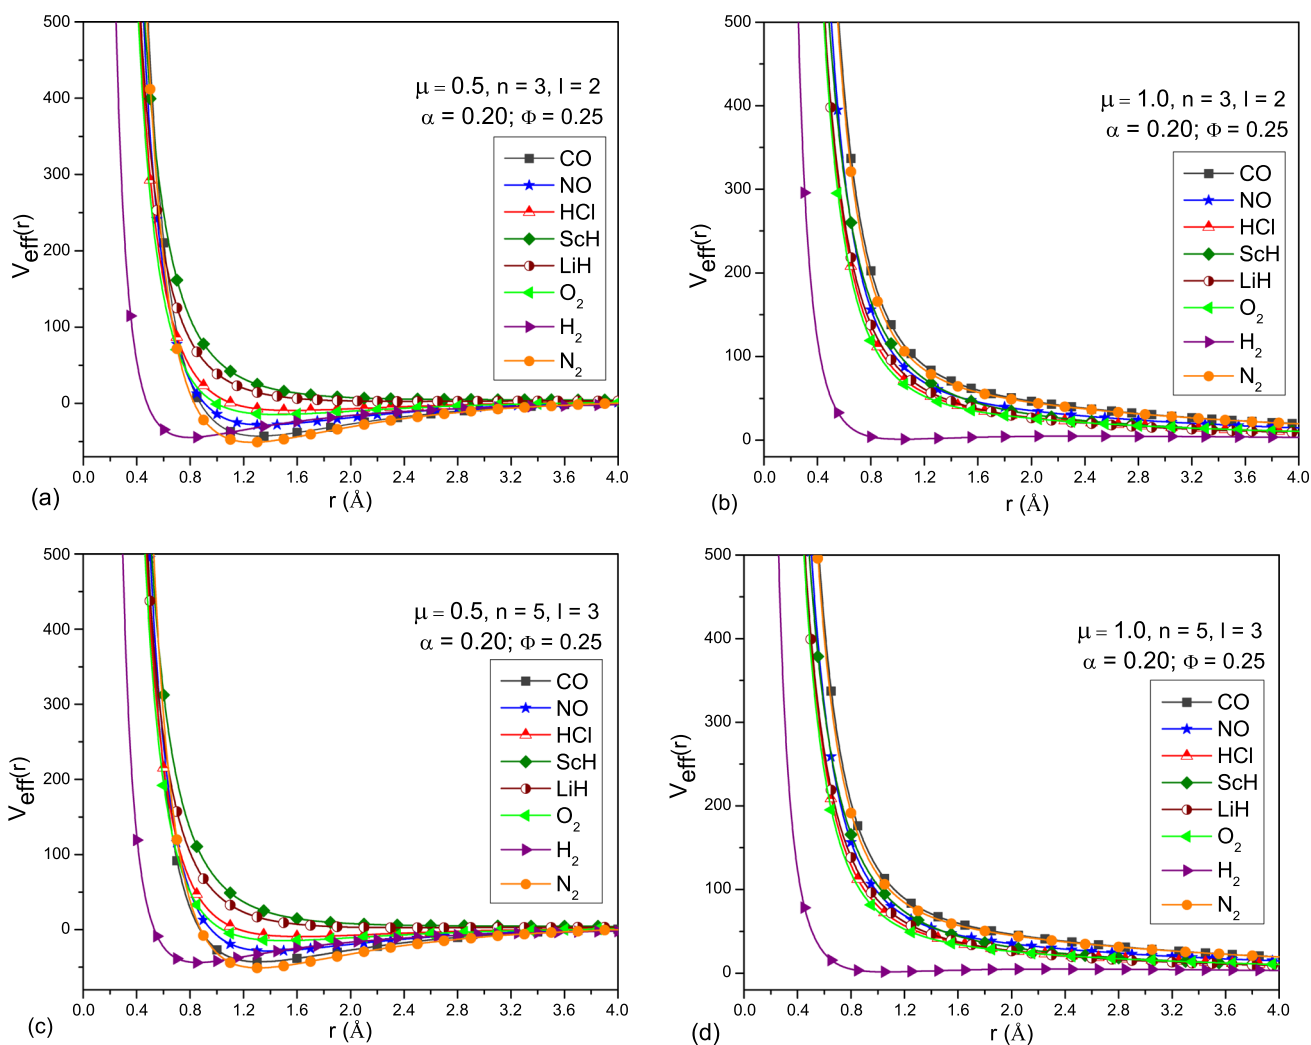 500
400
300
200
100
0
V_eff(r)
μ = 0.5, n = 3, l = 2
α = 0.20; Φ = 0.25
CO
NO
HCl
ScH
LiH
O₂
H₂
N₂
0.0 0.4 0.8 1.2 1.6 2.0 2.4 2.8 3.2 3.6 4.0
(a)
r (Å)
500
400
300
200
100
0
V_eff(r)
μ = 1.0, n = 3, l = 2
α = 0.20; Φ = 0.25
CO
NO
HCl
ScH
LiH
O₂
H₂
N₂
0.0 0.4 0.8 1.2 1.6 2.0 2.4 2.8 3.2 3.6 4.0
(b)
r (Å)
500
400
300
200
100
0
V_eff(r)
μ = 0.5, n = 5, l = 3
α = 0.20; Φ = 0.25
CO
NO
HCl
ScH
LiH
O₂
H₂
N₂
0.0 0.4 0.8 1.2 1.6 2.0 2.4 2.8 3.2 3.6 4.0
(c)
r (Å)
500
400
300
200
100
0
V_eff(r)
μ = 1.0, n = 5, l = 3
α = 0.20; Φ = 0.25
CO
NO
HCl
ScH
LiH
O₂
H₂
N₂
0.0 0.4 0.8 1.2 1.6 2.0 2.4 2.8 3.2 3.6 4.0
(d)
r (Å)